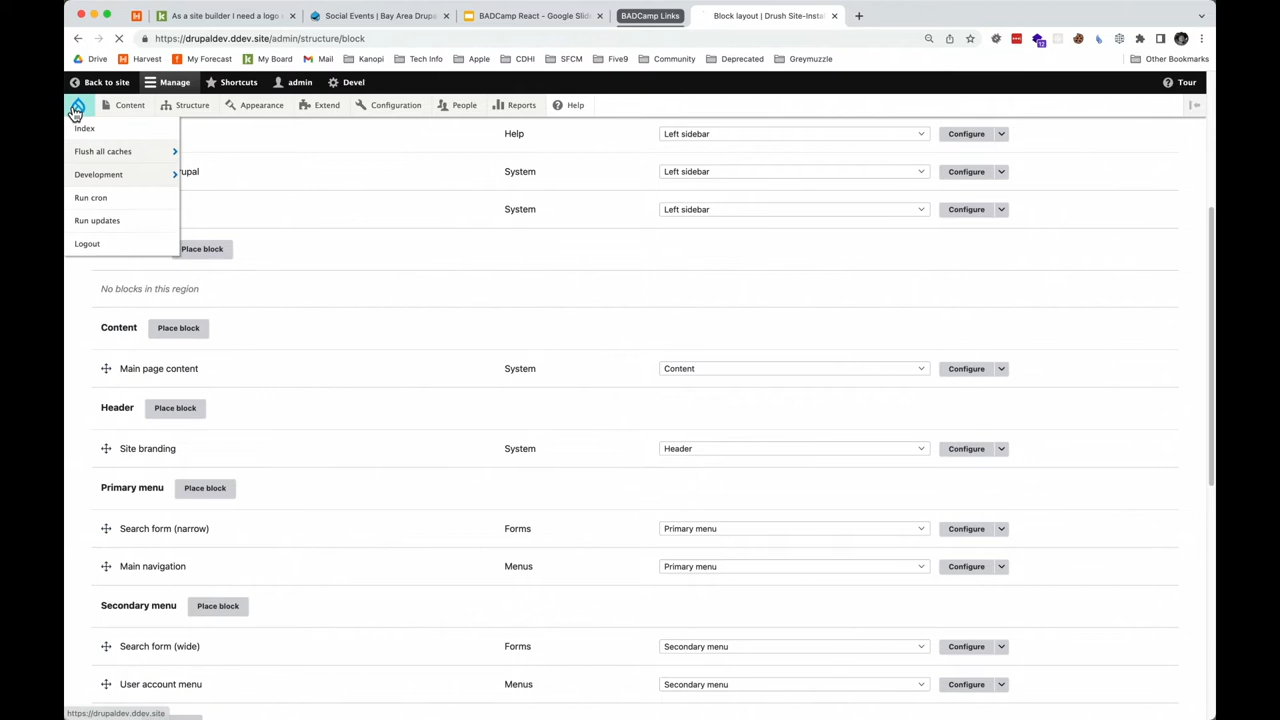 As a site builder I need a logo
Social Events | Bay Area Drupa
BADCamp React - Google Slide
BADCamp Links
Block layout | Drush Site-Instal
https://drupaldev.ddev.site/admin/structure/block
Drive
Harvest
My Forecast
My Board
Mail
Kanopi
Tech Info
Apple
CDHI
SFCM
Five9
Community
Deprecated
Greymuzzle
Other Bookmarks
Back to site
Manage
Shortcuts
admin
Devel
Tour
Content
Structure
Appearance
Extend
Configuration
People
Reports
Help
Index
Flush all caches
Development
Run cron
Run updates
Logout
Help Left sidebar Configure
rupal System Left sidebar Configure
System Left sidebar Configure
Place block
No blocks in this region
Content Place block
Main page content System Content Configure
Header Place block
Site branding System Header Configure
Primary menu Place block
Search form (narrow) Forms Primary menu Configure
Main navigation Menus Primary menu Configure
Secondary menu Place block
Search form (wide) Forms Secondary menu Configure
User account menu Menus Secondary menu Configure
https://drupaldev.ddev.site